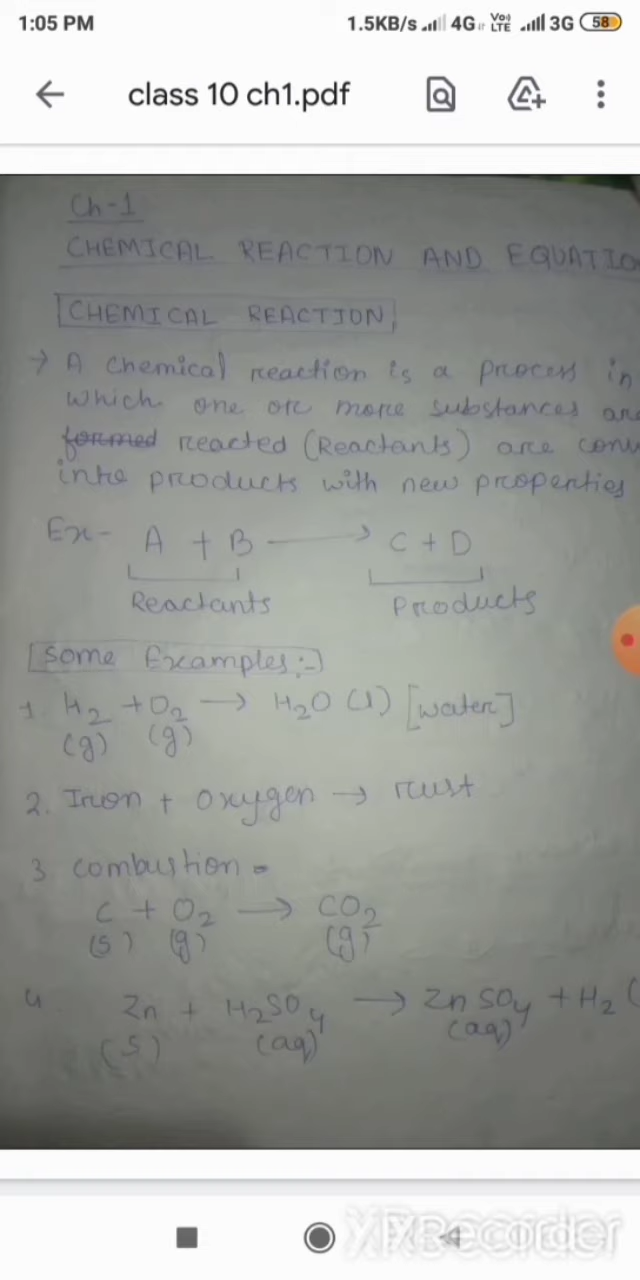 1:05 PM
1.5KB/s 4G Vo) LTE 3G 58
class 10 ch1.pdf
Ch-1
CHEMICAL REACTION AND EQUATIO
CHEMICAL REACTION
→ A chemical reaction is a process in
which one or more substances are
formed reacted (Reactants) are conv
into products with new properties
Ex- A + B → C + D
Reactants Products
Some Examples :-
1. H2 + O2 → H2O (l) [water]
(g) (g)
2. Iron + Oxygen → rust
3 combustion -
C + O2 → CO2
(s) (g) (g)
4 Zn + H2SO4 → ZnSO4 + H2 (
(s) (aq) (aq)
XRecorder